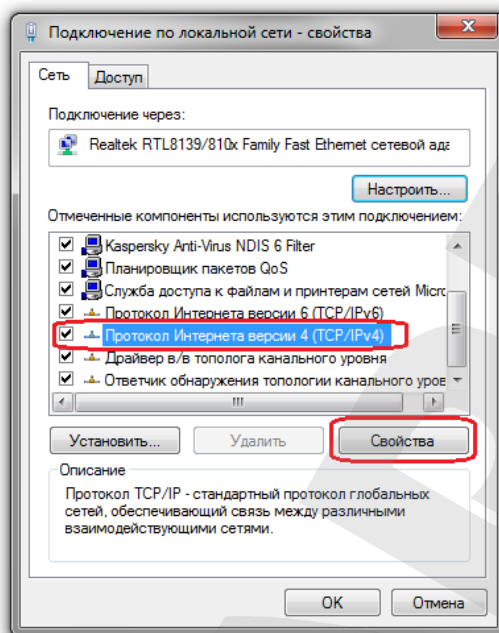 Подключение по локальной сети - свойства
Сеть
Доступ
Подключение через:
Realtek RTL8139/810x Family Fast Ethernet сетевой ада
Настроить...
Отмеченные компоненты используются этим подключением:
Kaspersky Anti-Virus NDIS 6 Filter
Планировщик пакетов QoS
Служба доступа к файлам и принтерам сетей Micro
Протокол Интернета версии 6 (TCP/IPv6)
Протокол Интернета версии 4 (TCP/IPv4)
Драйвер в/в тополога канального уровня
Ответчик обнаружения топологии канального уров
Установить...
Удалить
Свойства
Описание
Протокол TCP/IP - стандартный протокол глобальных
сетей, обеспечивающий связь между различными
взаимодействующими сетями.
OK
Отмена